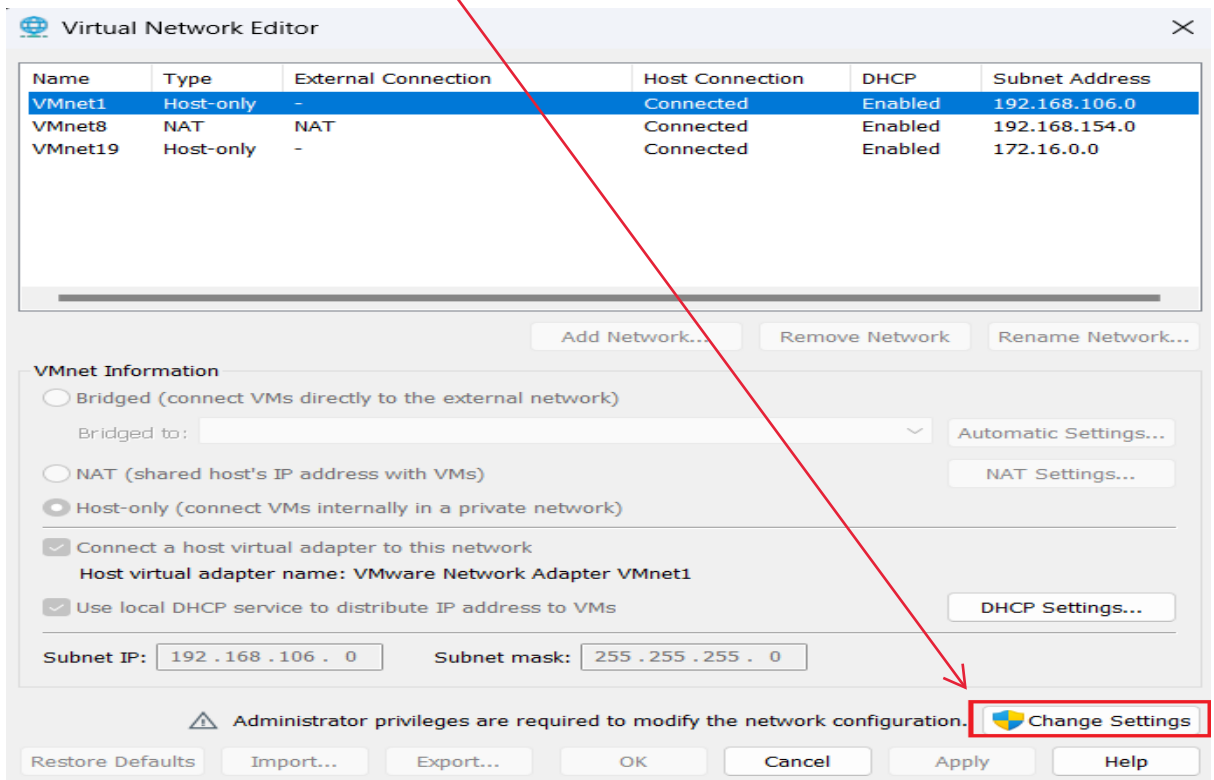 Virtual Network Editor
Name Type External Connection Host Connection DHCP Subnet Address
VMnet1 Host-only - Connected Enabled 192.168.106.0
VMnet8 NAT NAT Connected Enabled 192.168.154.0
VMnet19 Host-only - Connected Enabled 172.16.0.0
Add Network... Remove Network Rename Network...
VMnet Information
Bridged (connect VMs directly to the external network)
Bridged to: Automatic Settings...
NAT (shared host's IP address with VMs) NAT Settings...
Host-only (connect VMs internally in a private network)
Connect a host virtual adapter to this network
Host virtual adapter name: VMware Network Adapter VMnet1
Use local DHCP service to distribute IP address to VMs DHCP Settings...
Subnet IP: 192 . 168 . 106 . 0 Subnet mask: 255 . 255 . 255 . 0
Administrator privileges are required to modify the network configuration. Change Settings
Restore Defaults Import... Export... OK Cancel Apply Help